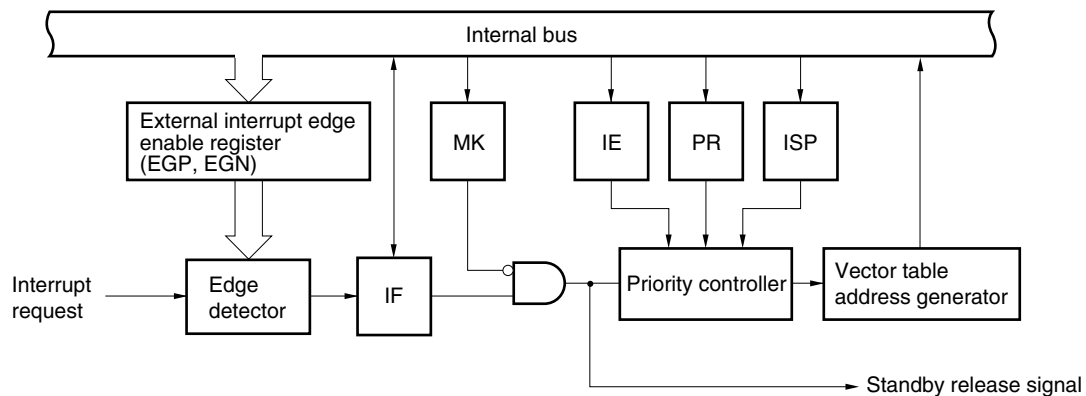 Internal bus
External interrupt edge
enable register
(EGP, EGN)
MK
IE
PR
ISP
Interrupt
request
Edge
detector
IF
Priority controller
Vector table
address generator
Standby release signal